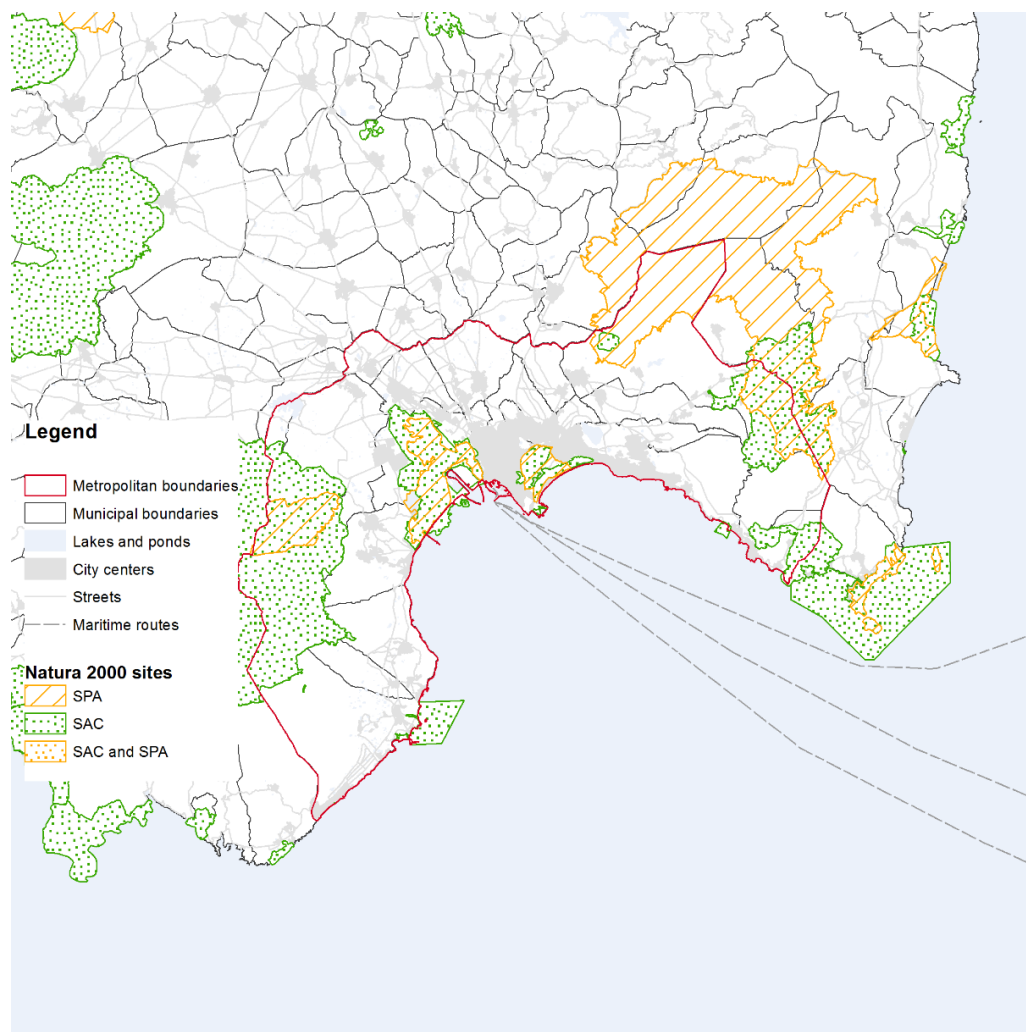 Legend
Metropolitan boundaries
Municipal boundaries
Lakes and ponds
City centers
Streets
Maritime routes
Natura 2000 sites
SPA
SAC
SAC and SPA